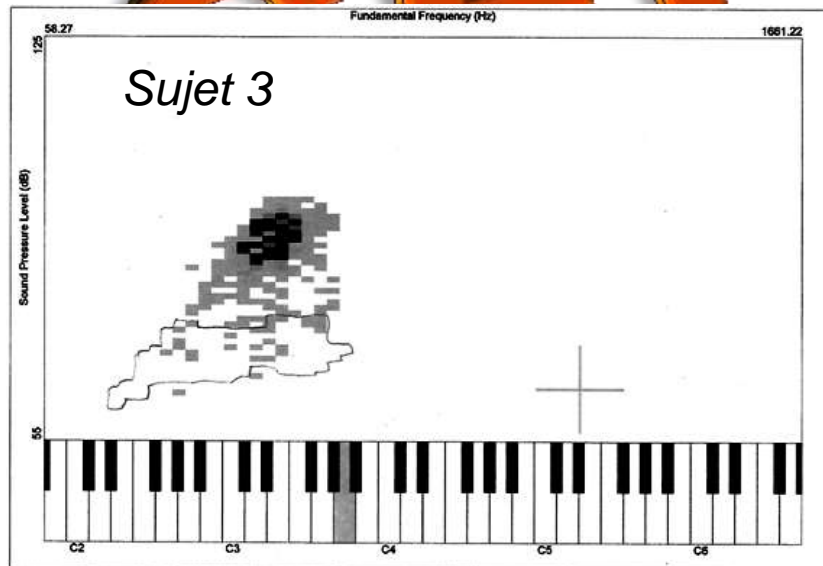 Fundamental Frequency (Hz)
58.27 1661.22
125
Sujet 3
Sound Pressure Level (dB)
55
C2 C3 C4 C5 C6